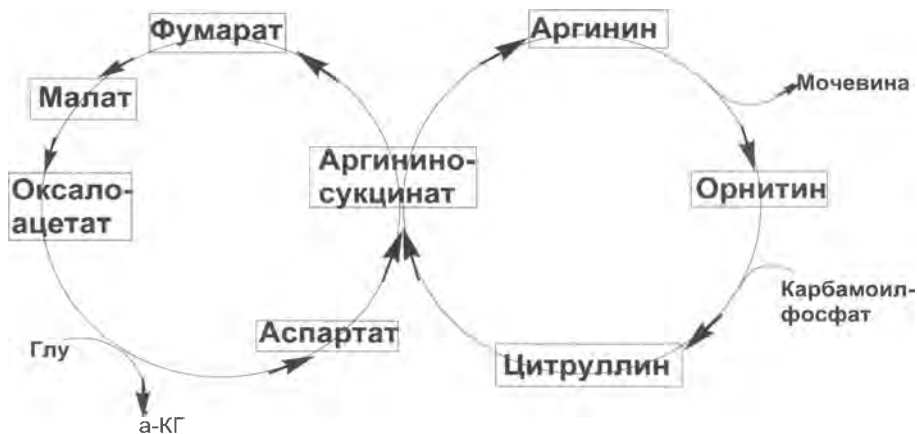 Фумарат
Аргинин
Малат
Мочевина
Аргинино-
сукцинат
Оксало-
ацетат
Орнитин
Карбамоил-
фосфат
Аспартат
Глу
Цитруллин
а-КГ